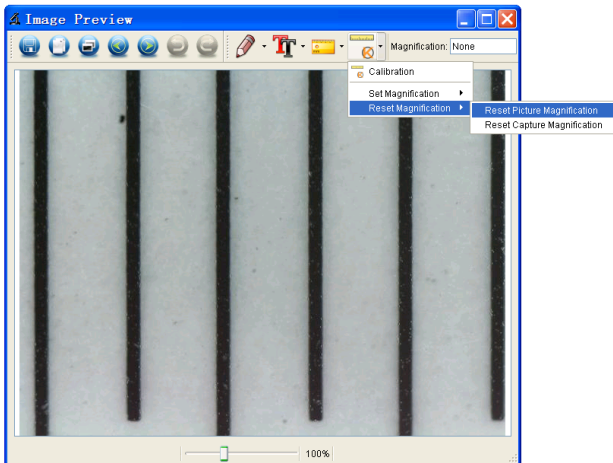 Image Preview
Magnification: None
Calibration
Set Magnification
Reset Magnification
Reset Picture Magnification
Reset Capture Magnification
100%